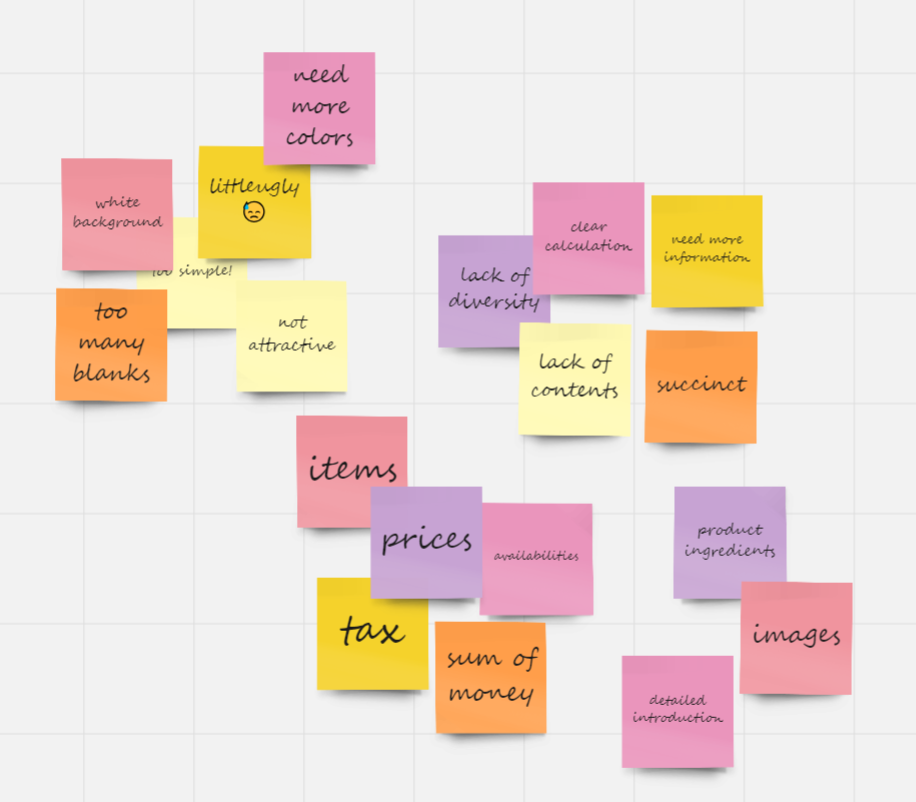 need
more
colors
white
background
littleugly
too simple!
too
many
blanks
not
attractive
clear
calculation
need more
information
lack of
diversity
lack of
contents
succinct
items
prices
availabilities
tax
sum of
money
product
ingredients
images
detailed
introduction